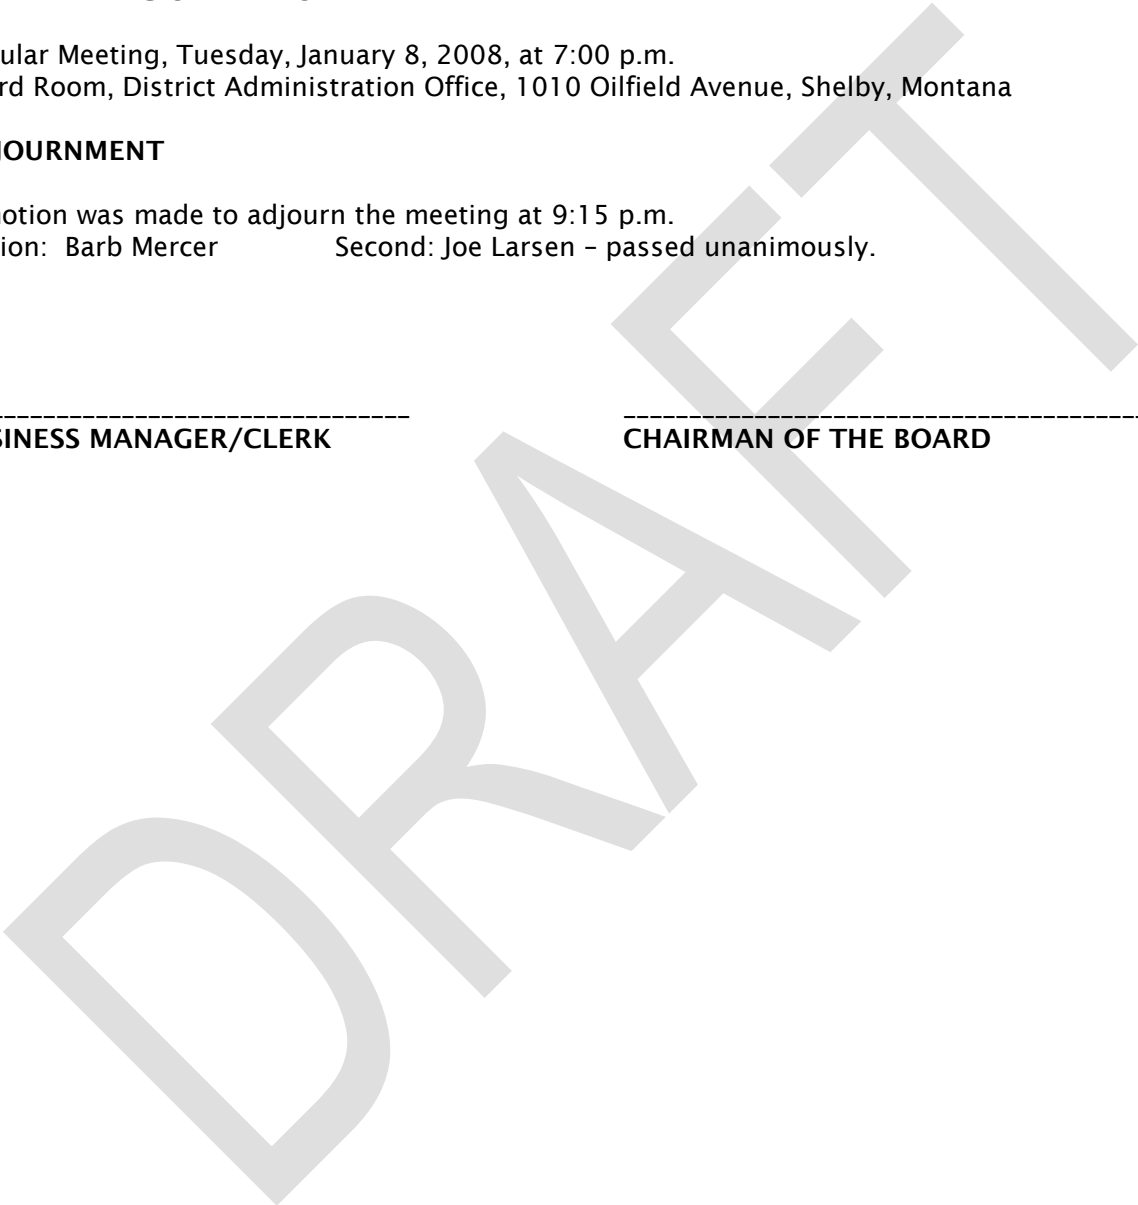 ular Meeting, Tuesday, January 8, 2008, at 7:00 p.m.
rd Room, District Administration Office, 1010 Oilfield Avenue, Shelby, Montana
JOURNMENT
otion was made to adjourn the meeting at 9:15 p.m.
ion: Barb Mercer Second: Joe Larsen – passed unanimously.
SINESS MANAGER/CLERK CHAIRMAN OF THE BOARD
DRAFT